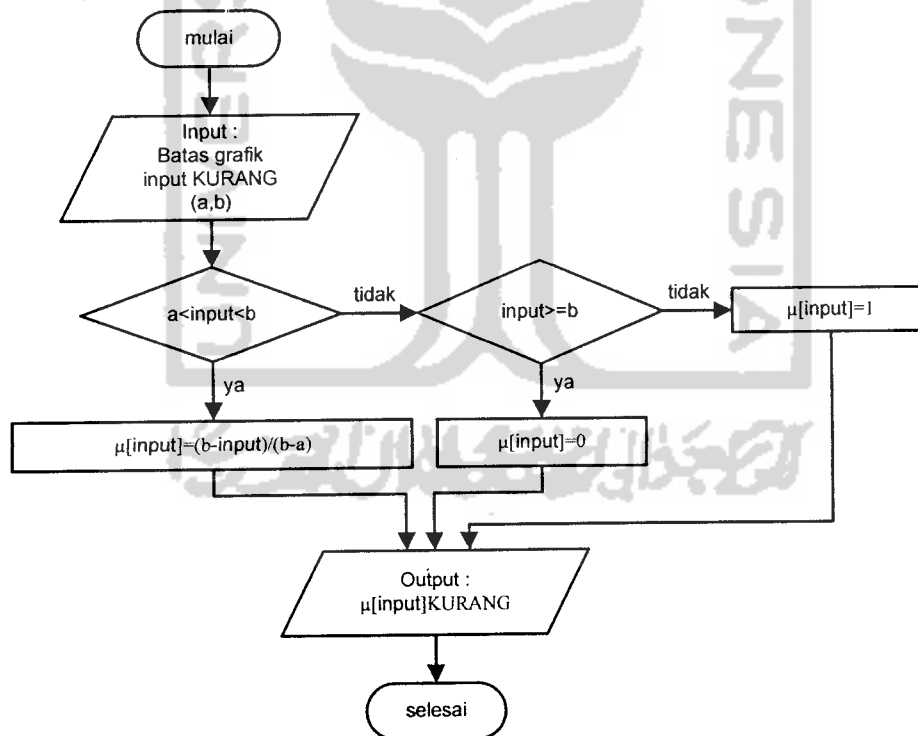 mulai
Input :
Batas grafik
input KURANG
(a,b)
a<input<b
tidak
input>=b
tidak
μ[input]=1
ya
ya
μ[input]=(b-input)/(b-a)
μ[input]=0
Output :
μ[input]KURANG
selesai